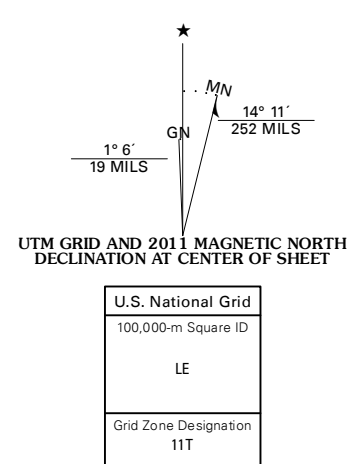 ★
MN
GN
14° 11´
252 MILS
1° 6´
19 MILS
UTM GRID AND 2011 MAGNETIC NORTH
DECLINATION AT CENTER OF SHEET
U.S. National Grid
100,000-m Square ID
LE
Grid Zone Designation
11T